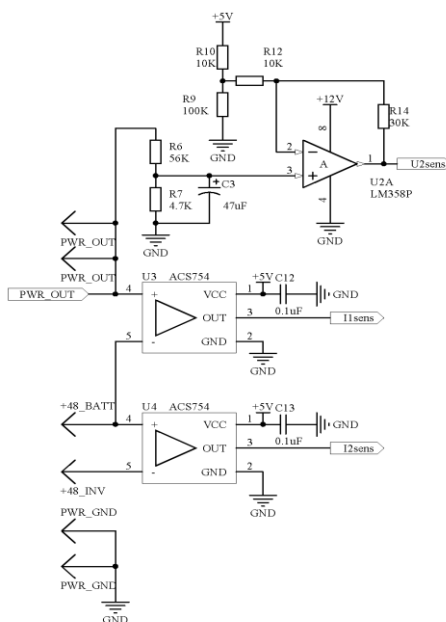 +5V
R10
10K
R12
10K
R9
100K
GND
+12V
8
R14
30K
2
3
A
1
U2sens
4
U2A
LM358P
GND
R6
56K
R7
4.7K
C3
47uF
GND
PWR_OUT
PWR_OUT
PWR_OUT
U3
ACS754
4
+
5
-
VCC
OUT
GND
1
3
2
+5V
C12
0.1uF
GND
I1sens
GND
+48_BATT
U4
ACS754
4
+
5
-
VCC
OUT
GND
1
3
2
+5V
C13
0.1uF
GND
I2sens
GND
+48_INV
PWR_GND
PWR_GND
GND